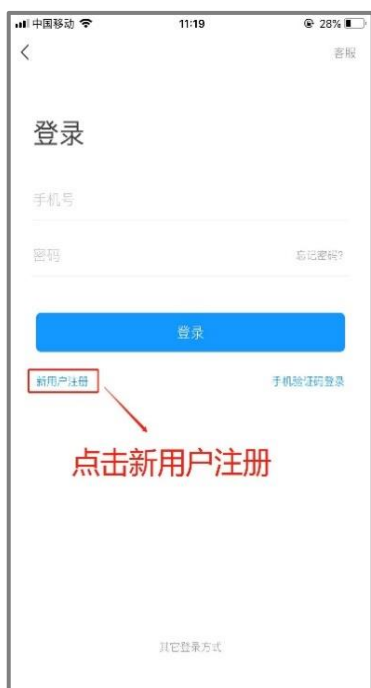 中国移动 11:19 28%
客服
登录
手机号
密码 忘记密码?
登录
新用户注册 手机验证码登录
点击新用户注册
其它登录方式